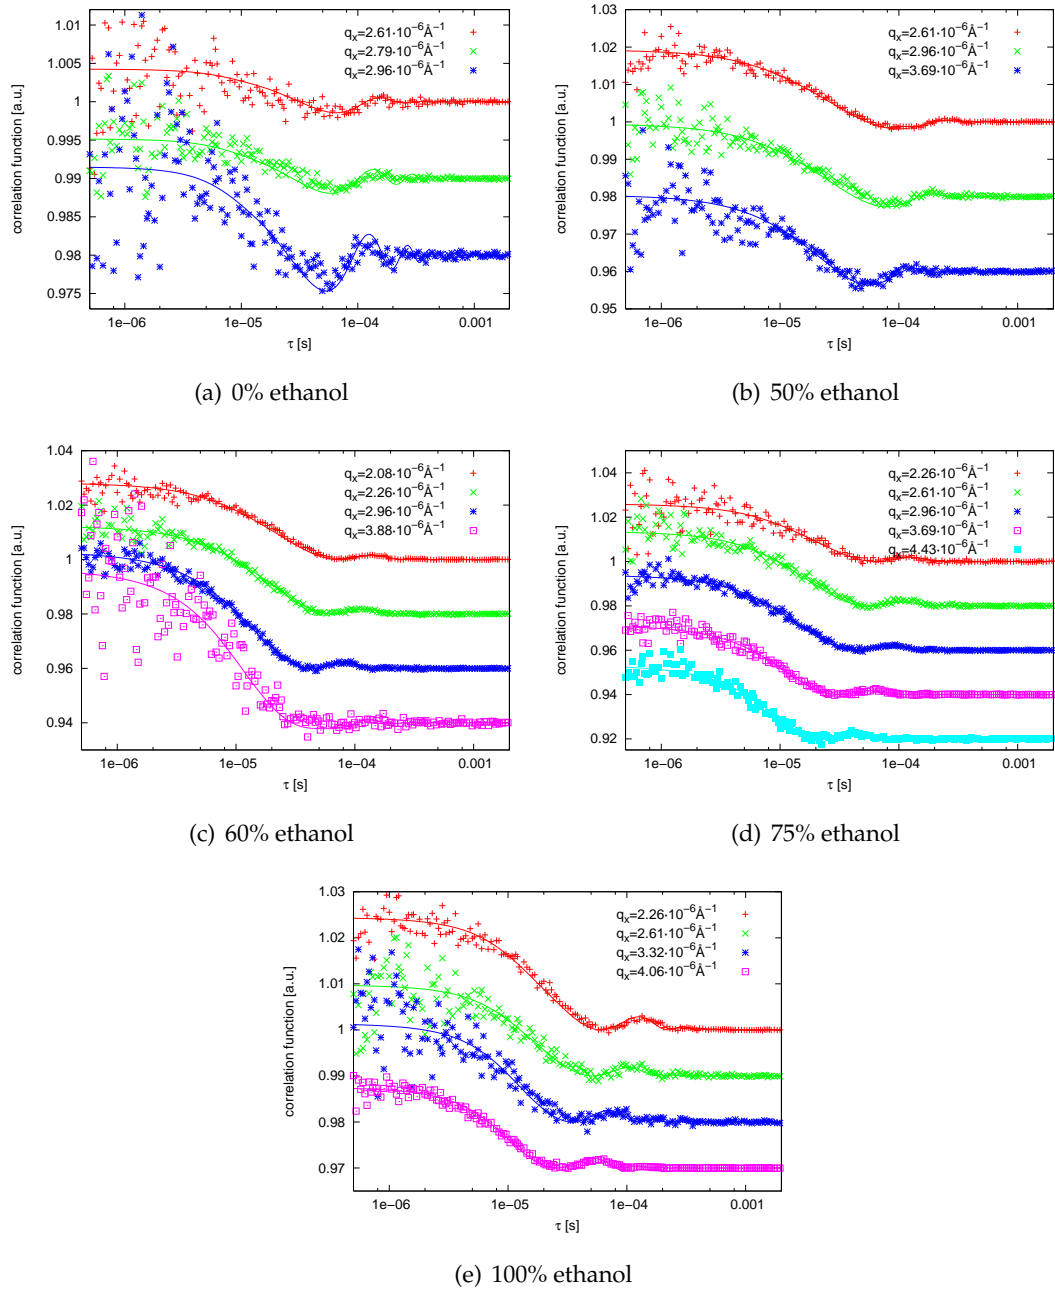 1.01
1.005
1
0.995
0.99
0.985
0.98
0.975
correlation function [a.u.]
qx=2.61·10−6Å−1
qx=2.79·10−6Å−1
qx=2.96·10−6Å−1
1e−06 1e−05 1e−04 0.001
τ [s]
(a) 0% ethanol
1.03
1.02
1.01
1
0.99
0.98
0.97
0.96
0.95
correlation function [a.u.]
qx=2.61·10−6Å−1
qx=2.96·10−6Å−1
qx=3.69·10−6Å−1
1e−06 1e−05 1e−04 0.001
τ [s]
(b) 50% ethanol
1.04
1.02
1
0.98
0.96
0.94
correlation function [a.u.]
qx=2.08·10−6Å−1
qx=2.26·10−6Å−1
qx=2.96·10−6Å−1
qx=3.88·10−6Å−1
1e−06 1e−05 1e−04 0.001
τ [s]
(c) 60% ethanol
1.04
1.02
1
0.98
0.96
0.94
0.92
correlation function [a.u.]
qx=2.26·10−6Å−1
qx=2.61·10−6Å−1
qx=2.96·10−6Å−1
qx=3.69·10−6Å−1
qx=4.43·10−6Å−1
1e−06 1e−05 1e−04 0.001
τ [s]
(d) 75% ethanol
1.03
1.02
1.01
1
0.99
0.98
0.97
correlation function [a.u.]
qx=2.26·10−6Å−1
qx=2.61·10−6Å−1
qx=3.32·10−6Å−1
qx=4.06·10−6Å−1
1e−06 1e−05 1e−04 0.001
τ [s]
(e) 100% ethanol